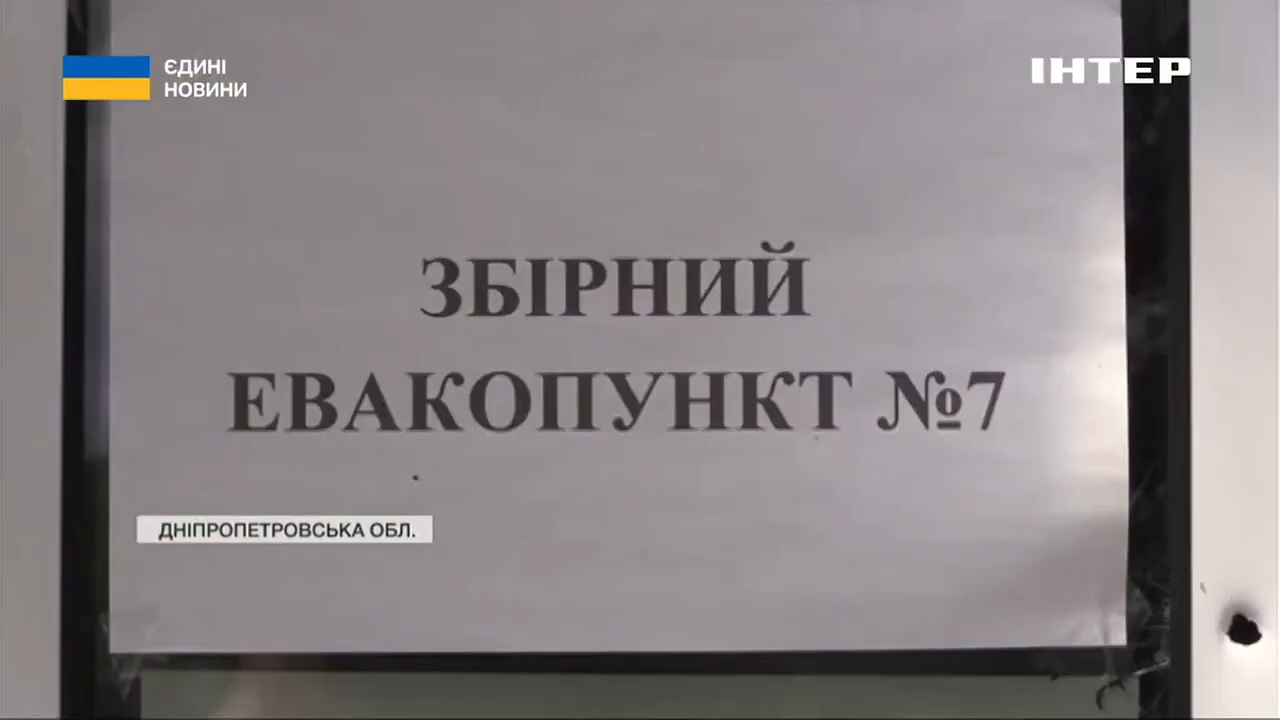 ЄДИНІ
НОВИНИ
ІНТЕР
ЗБІРНИЙ
ЕВАКОПУНКТ №7
ДНІПРОПЕТРОВСЬКА ОБЛ.